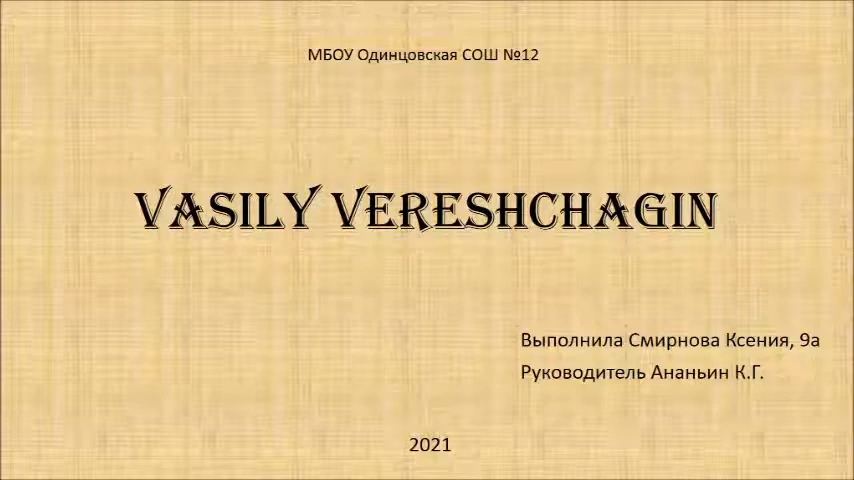 МБОУ Одинцовская СОШ №12
VASILY VERESHCHAGIN
Выполнила Смирнова Ксения, 9а
Руководитель Ананьин К.Г.
2021